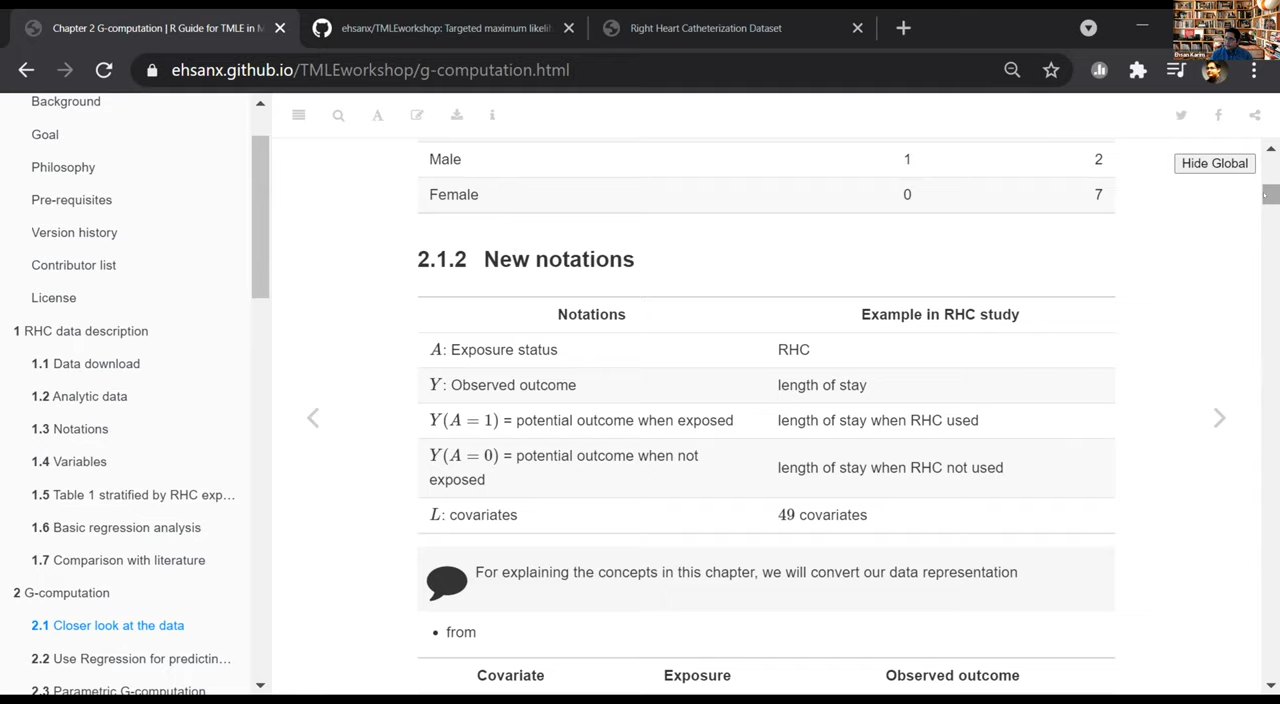 Chapter 2 G-computation | R Guide for TMLE in M
ehsanx/TMLEworkshop: Targeted maximum likeli
Right Heart Catheterization Dataset
ehsanx.github.io/TMLEworkshop/g-computation.html
Ehsan Karim
Background
Goal
Philosophy
Pre-requisites
Version history
Contributor list
License
1 RHC data description
1.1 Data download
1.2 Analytic data
1.3 Notations
1.4 Variables
1.5 Table 1 stratified by RHC exp...
1.6 Basic regression analysis
1.7 Comparison with literature
2 G-computation
2.1 Closer look at the data
2.2 Use Regression for predictin...
2.3 Parametric G-computation
Hide Global
Male 1 2
Female 0 7
2.1.2 New notations
Notations Example in RHC study
A: Exposure status RHC
Y: Observed outcome length of stay
Y(A = 1) = potential outcome when exposed length of stay when RHC used
Y(A = 0) = potential outcome when not
exposed
length of stay when RHC not used
L: covariates 49 covariates
For explaining the concepts in this chapter, we will convert our data representation
• from
Covariate Exposure Observed outcome